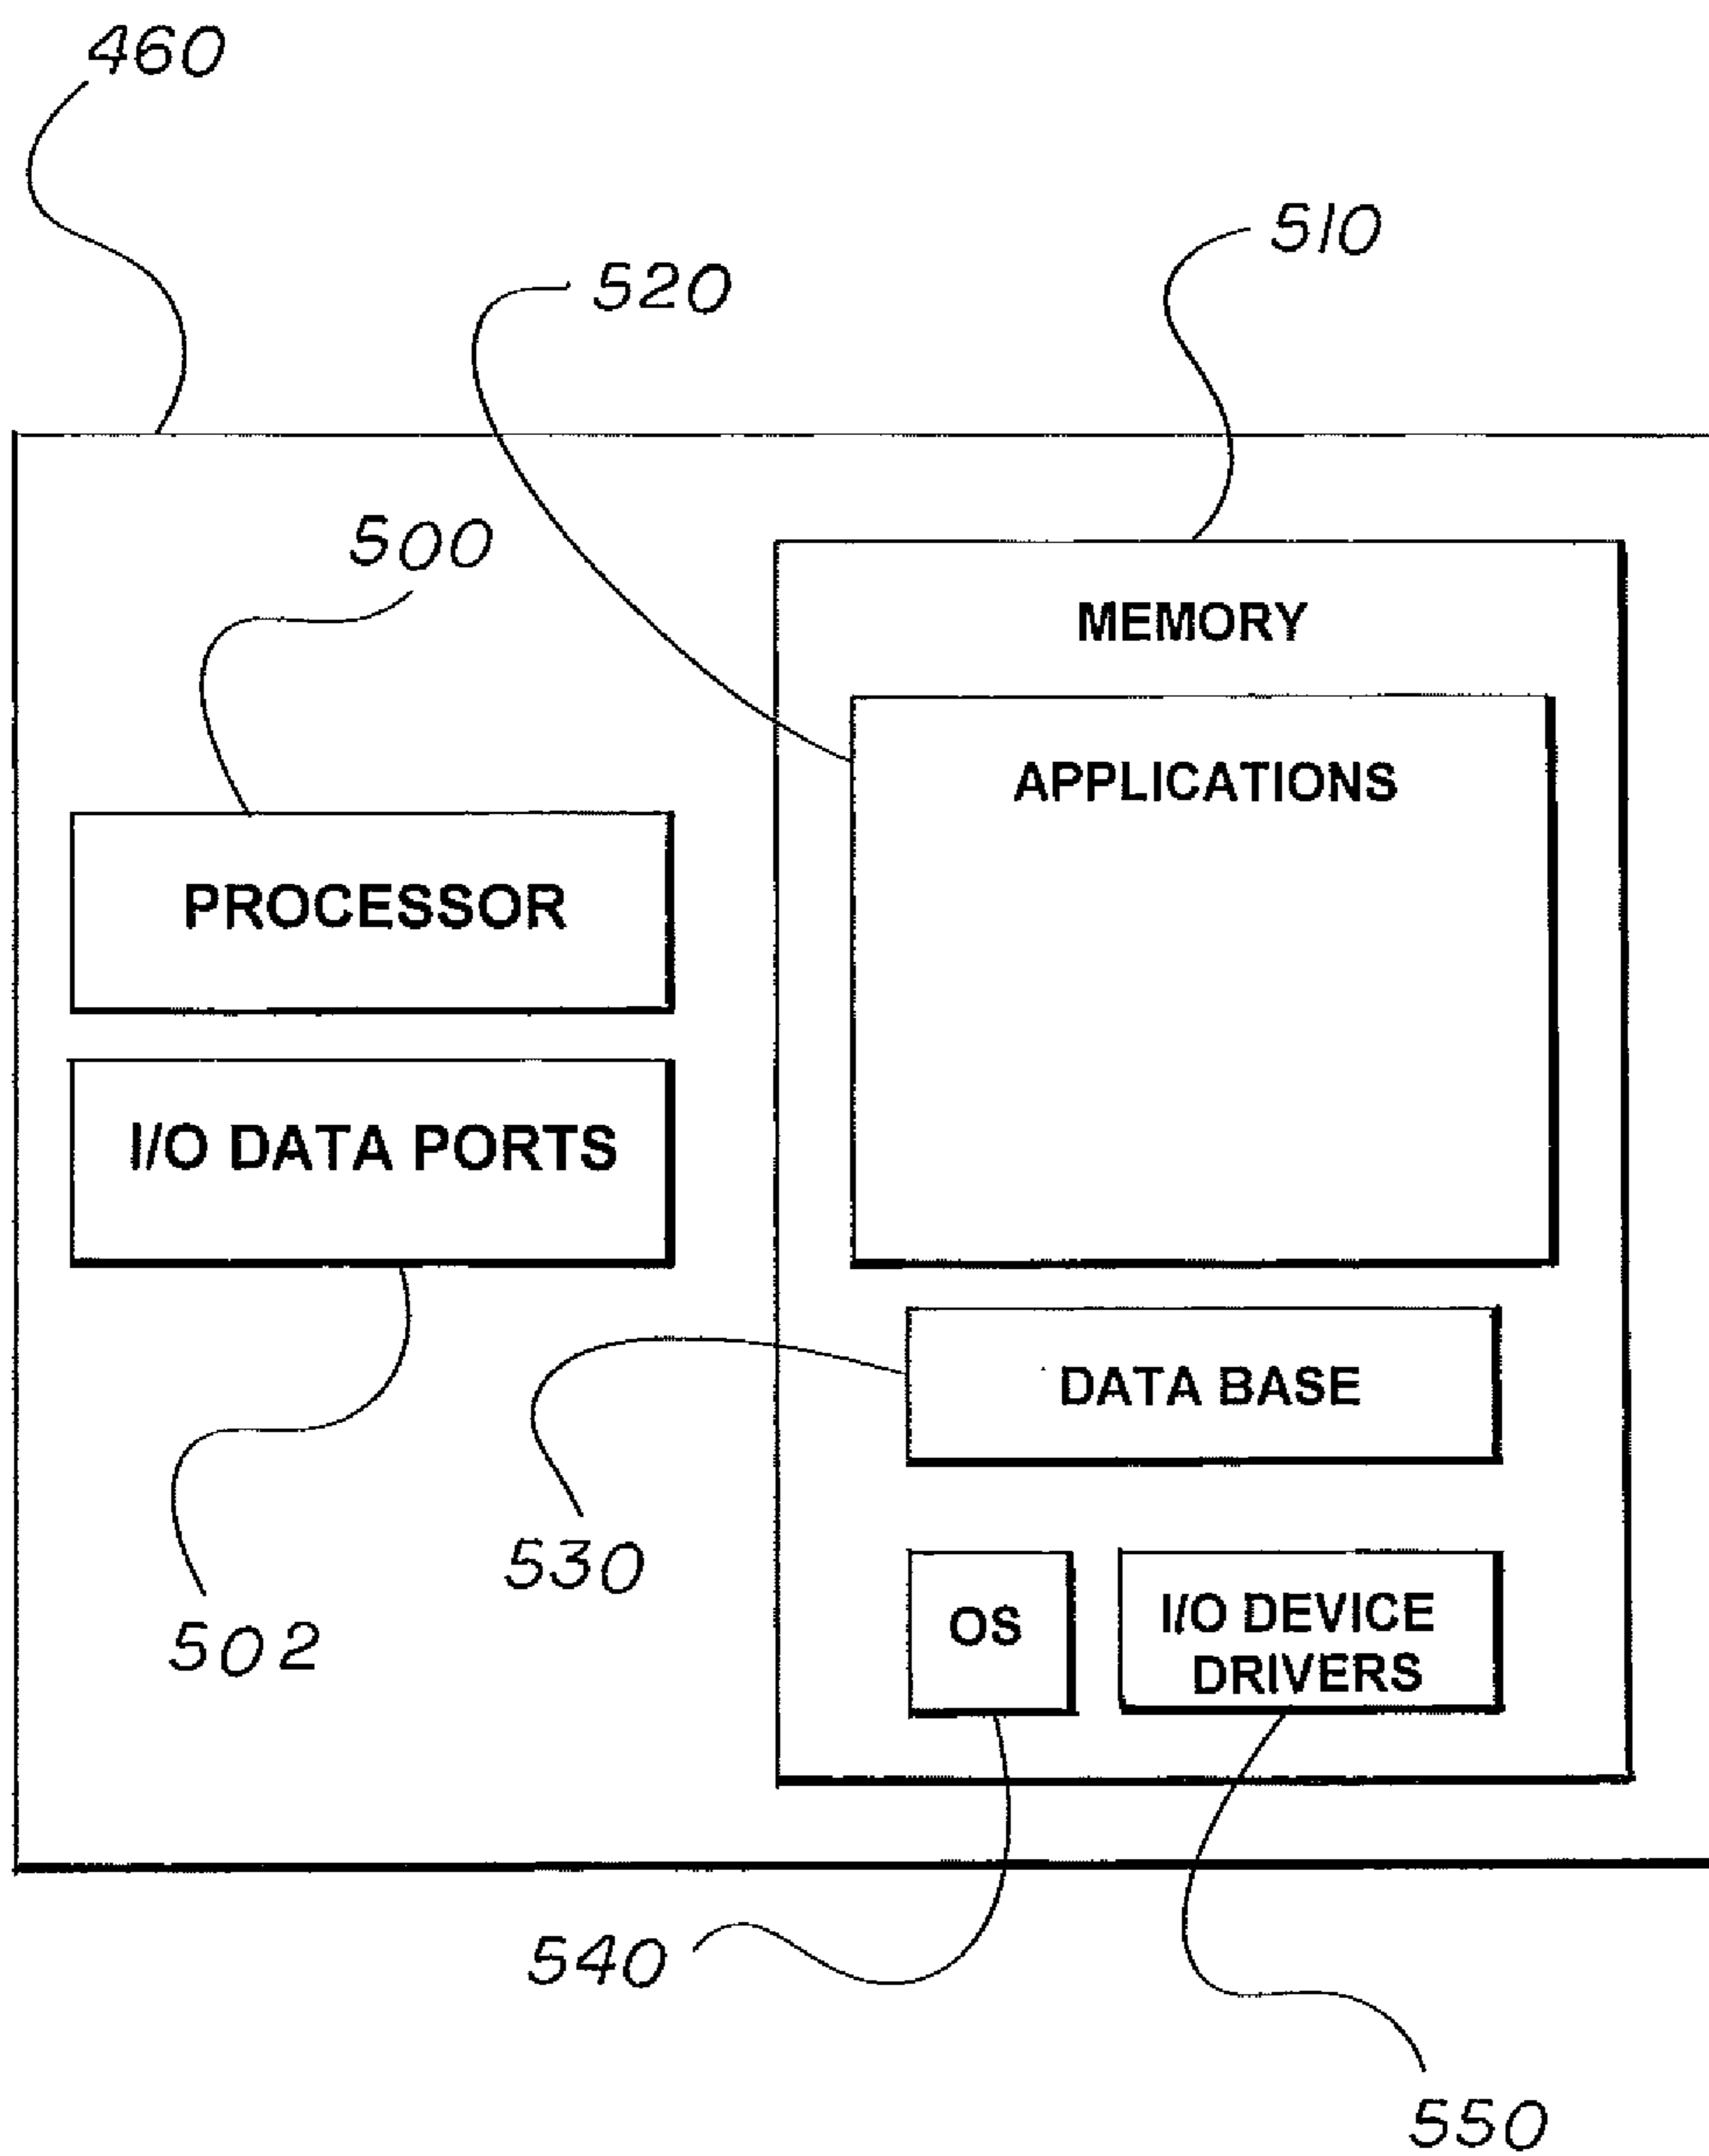 460
510
520
500
MEMORY
APPLICATIONS
PROCESSOR
I/O DATA PORTS
DATA BASE
530
OS
I/O DEVICE
DRIVERS
502
540
550